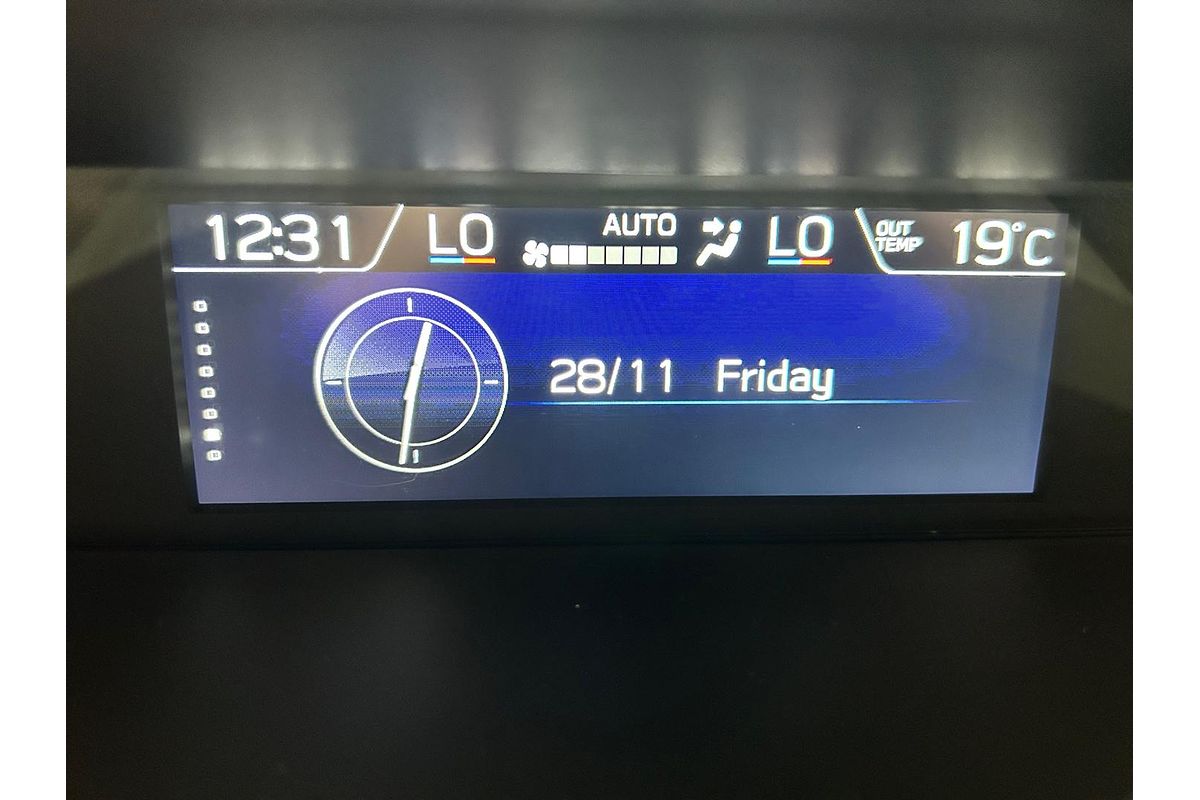 12:31 LO AUTO LO OUT TEMP 19°C
28/11 Friday